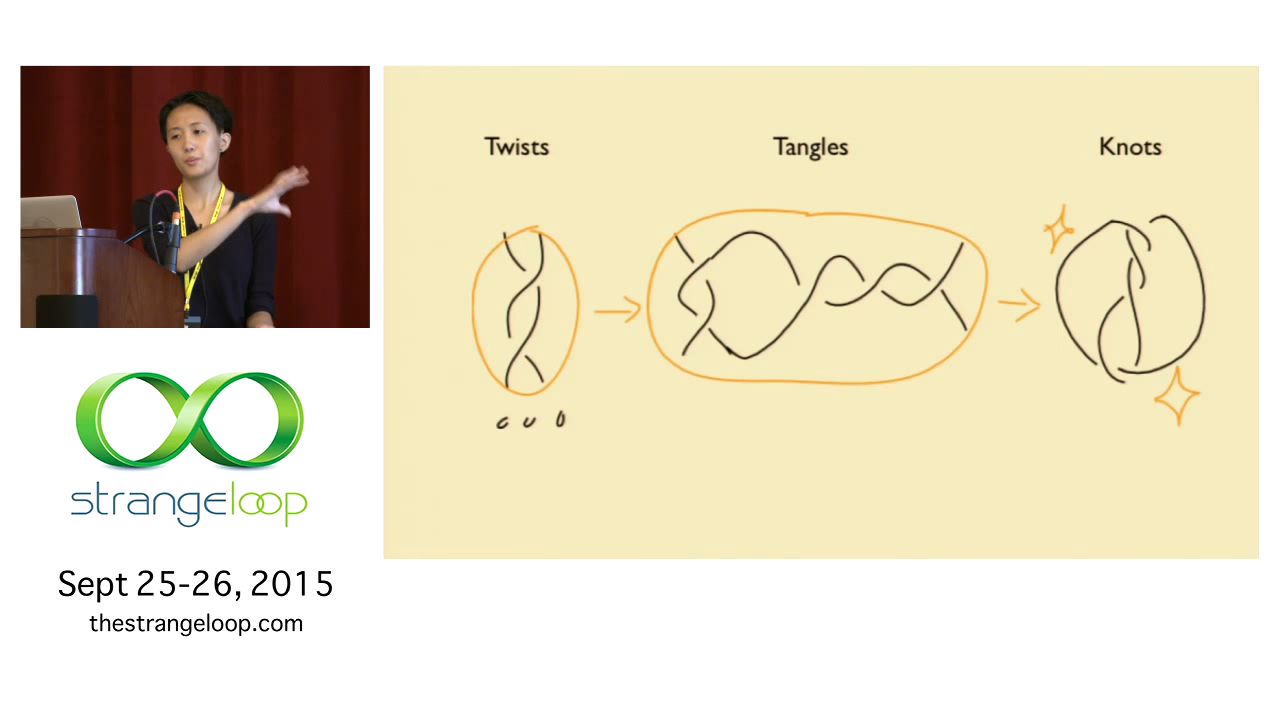 Twists
Tangles
Knots
strangeloop
Sept 25-26, 2015
thestrangeloop.com